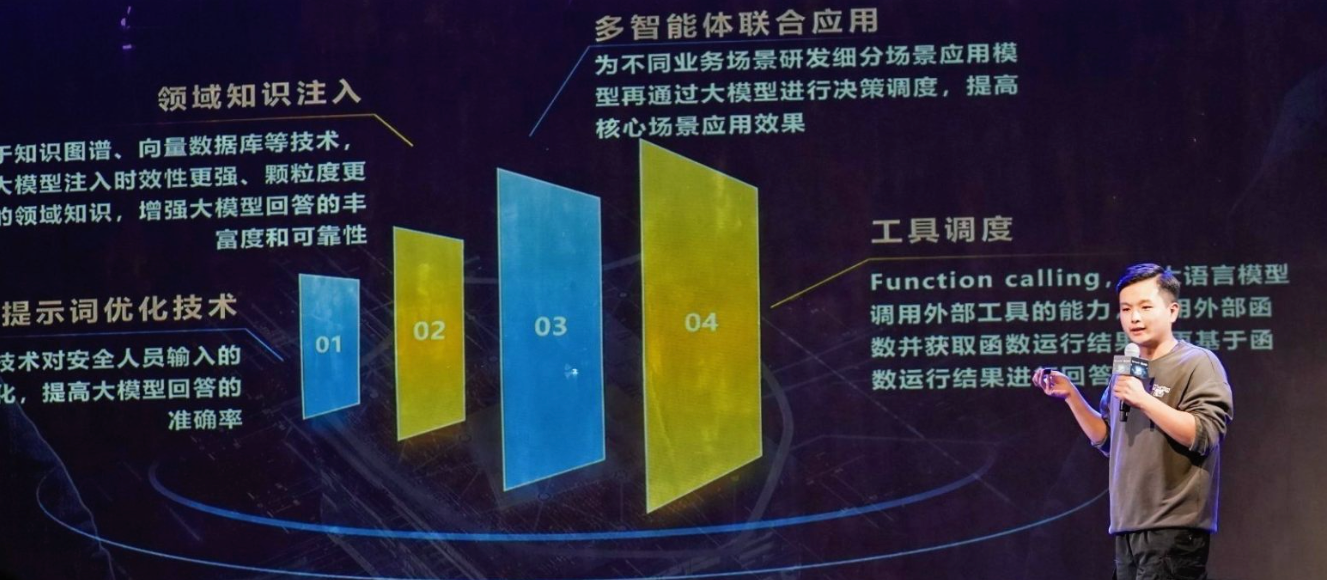 提示词优化技术
技术对安全人员输入的
化，提高大模型回答的
准确率
领域知识注入
于知识图谱、向量数据库等技术，
大模型注入时效性更强、颗粒度更
的领域知识，增强大模型回答的丰
富度和可靠性
多智能体联合应用
为不同业务场景研发细分场景应用模
型再通过大模型进行决策调度，提高
核心场景应用效果
工具调度
Function calling，大语言模型
调用外部工具的能力 用外部函
数并获取函数运行结果 基于函
数运行结果进 回答
01
02
03
04